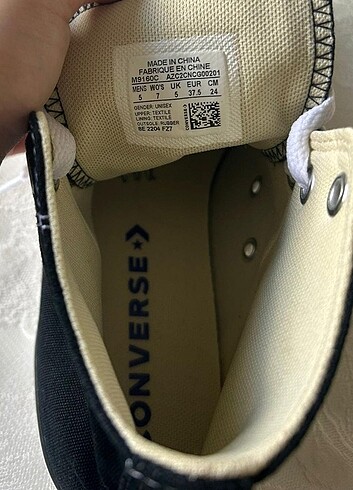 MADE IN CHINA
FABRIQUE EN CHINE
M9160C AZC2CNCG00201
MENS WO'S UK EUR CM
5 7 5 37.5 24
GENDER: UNISEX
UPPER: TEXTILE
LINING: TEXTILE
OUTSOLE: RUBBER
BE 2204 FZ7
CONVERSE